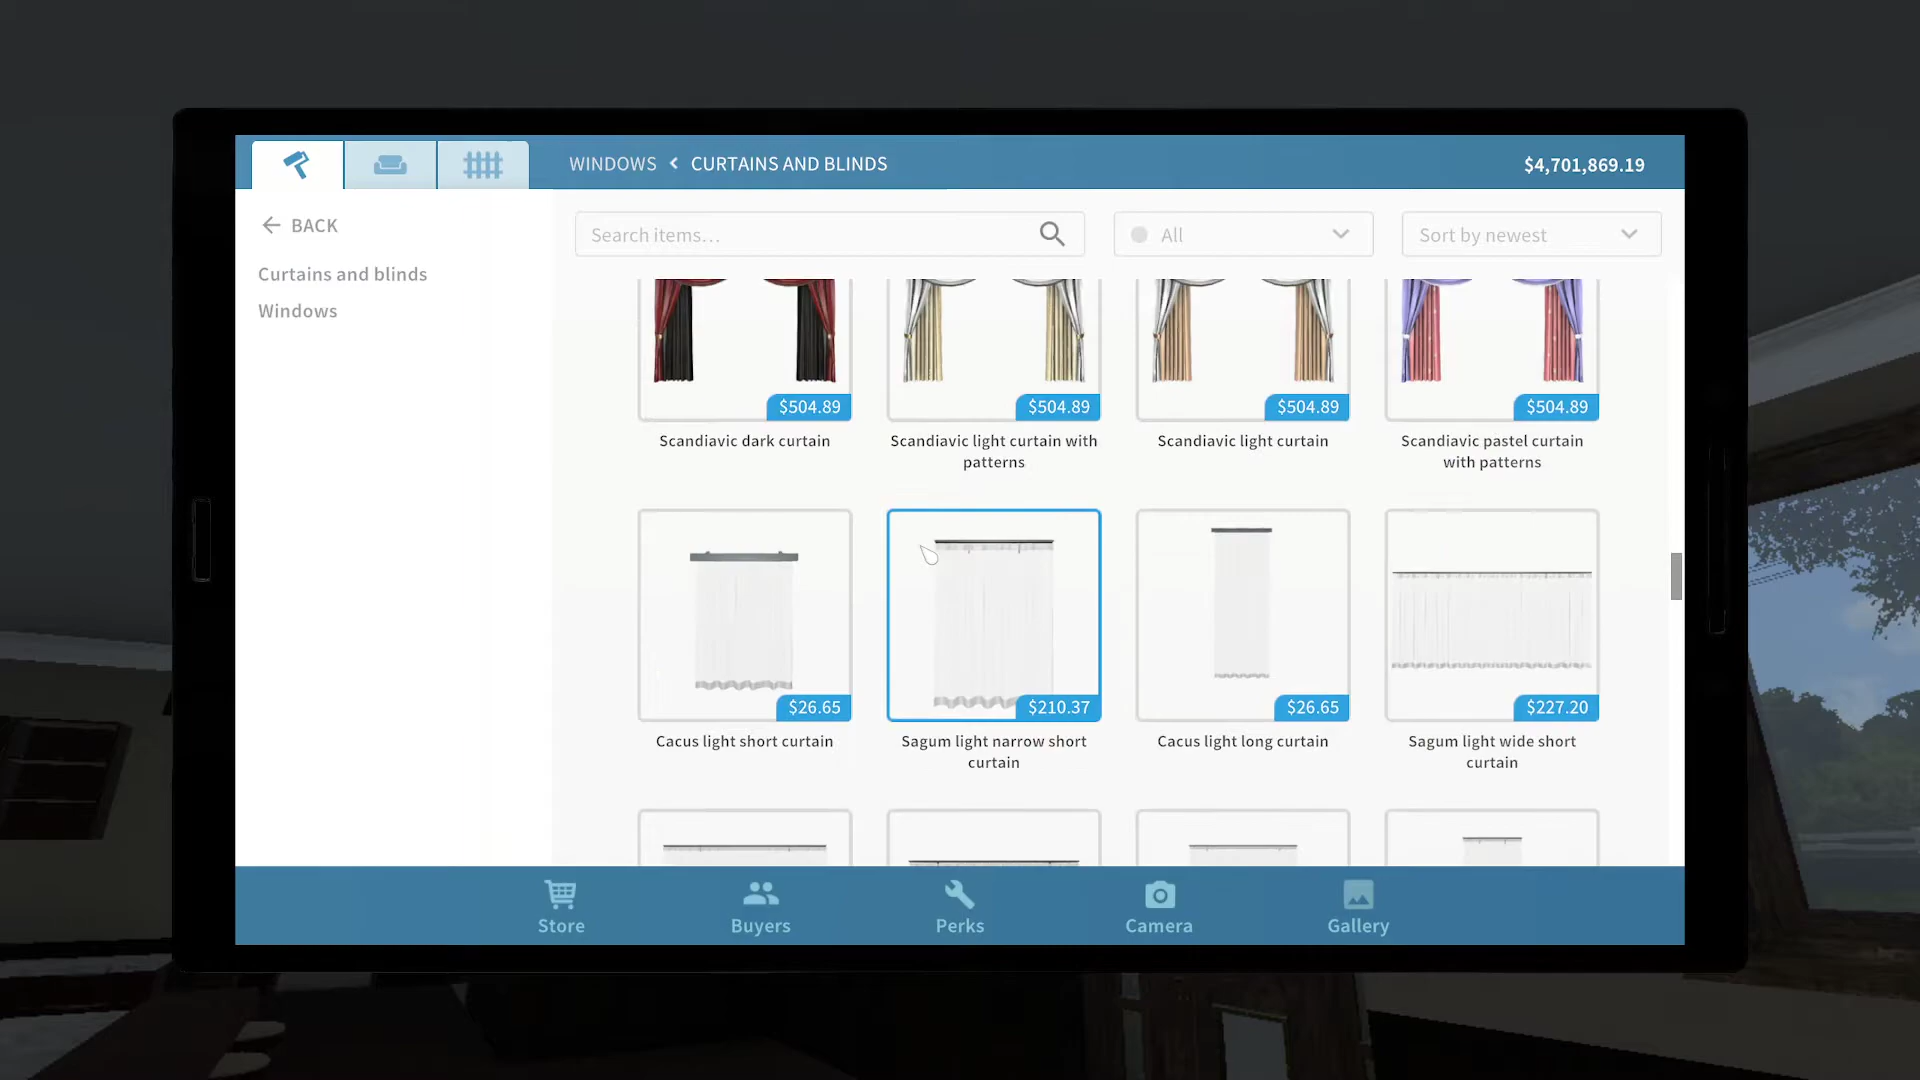 WINDOWS < CURTAINS AND BLINDS
$4,701,869.19
BACK
Search items...
All
Sort by newest
Curtains and blinds
Windows
$504.89
$504.89
$504.89
$504.89
Scandiavic dark curtain
Scandiavic light curtain with
patterns
Scandiavic light curtain
Scandiavic pastel curtain
with patterns
$26.65
$210.37
$26.65
$227.20
Cacus light short curtain
Sagum light narrow short
curtain
Cacus light long curtain
Sagum light wide short
curtain
Store
Buyers
Perks
Camera
Gallery